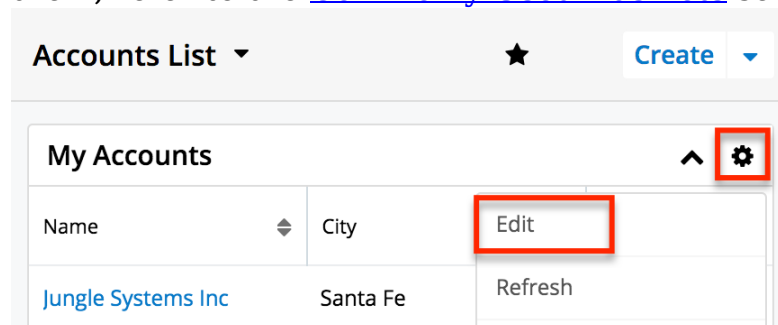 Accounts List
Create
My Accounts
Name
City
Edit
Jungle Systems Inc
Santa Fe
Refresh